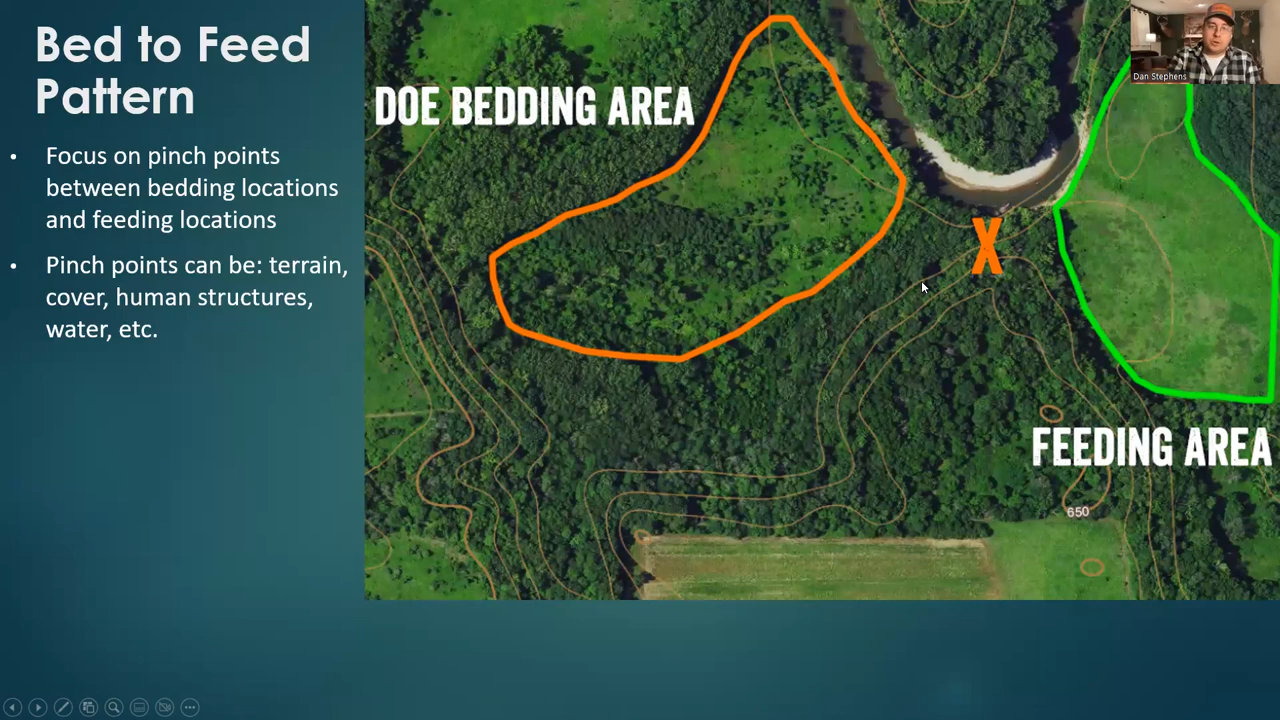 Bed to Feed
Pattern
• Focus on pinch points
between bedding locations
and feeding locations
• Pinch points can be: terrain,
cover, human structures,
water, etc.
DOE BEDDING AREA
X
FEEDING AREA
650
Dan Stephens